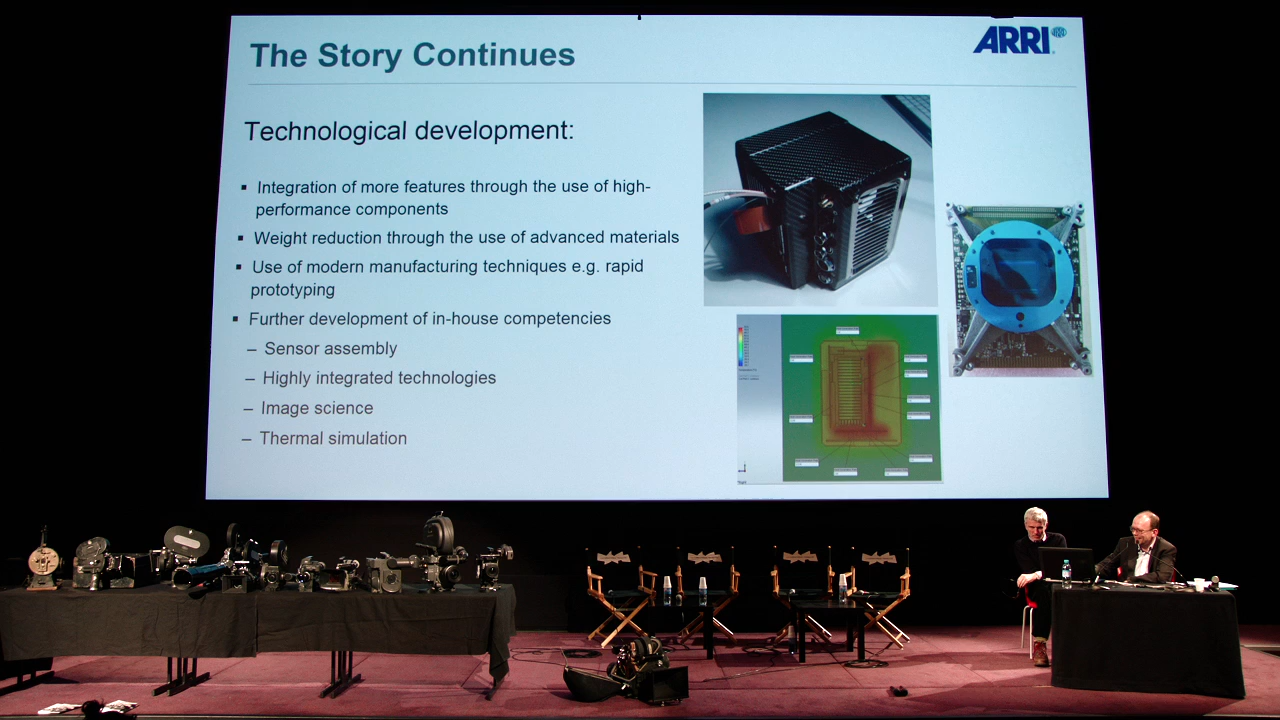 The Story Continues
ARRI
Technological development:
▪ Integration of more features through the use of high-
performance components
▪ Weight reduction through the use of advanced materials
▪ Use of modern manufacturing techniques e.g. rapid
prototyping
▪ Further development of in-house competencies
– Sensor assembly
– Highly integrated technologies
– Image science
– Thermal simulation